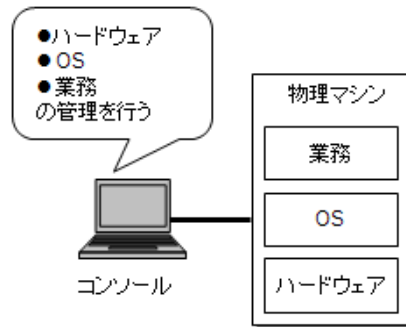 ●ハードウェア
●OS
●業務
の管理を行う
コンソール
物理マシン
業務
OS
ハードウェア